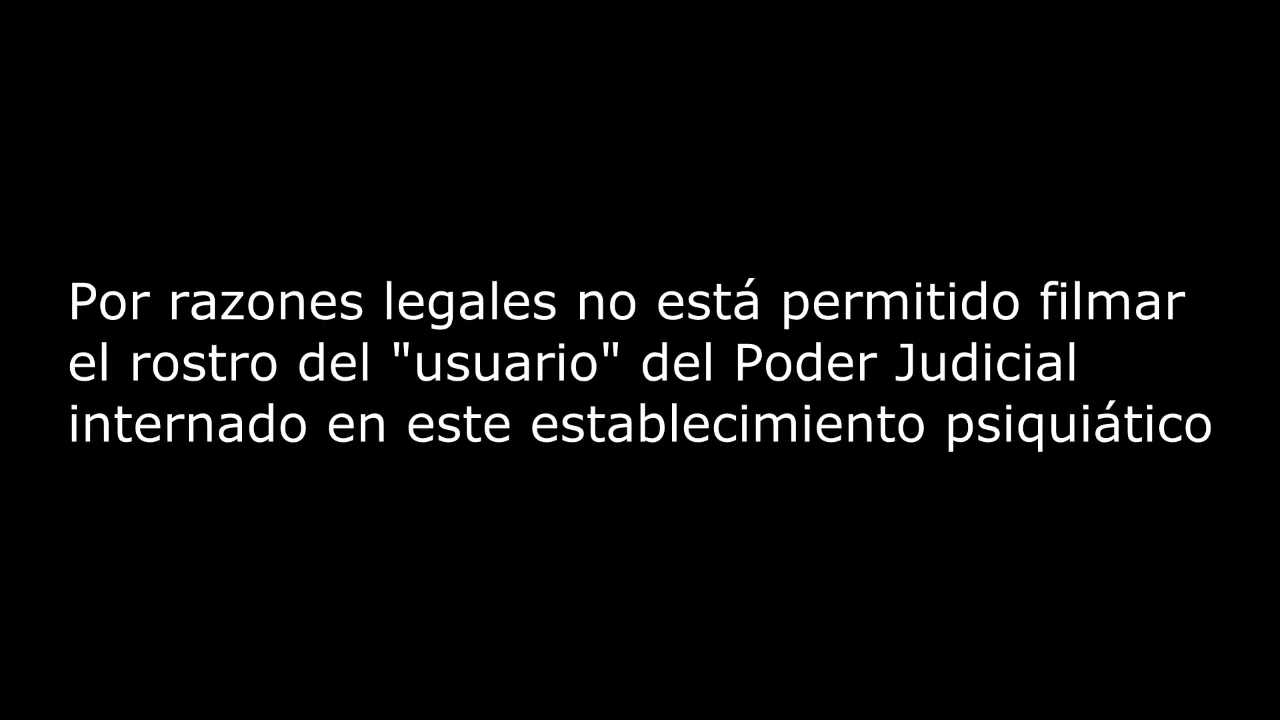 Por razones legales no está permitido filmar
el rostro del "usuario" del Poder Judicial
internado en este establecimiento psiquiático